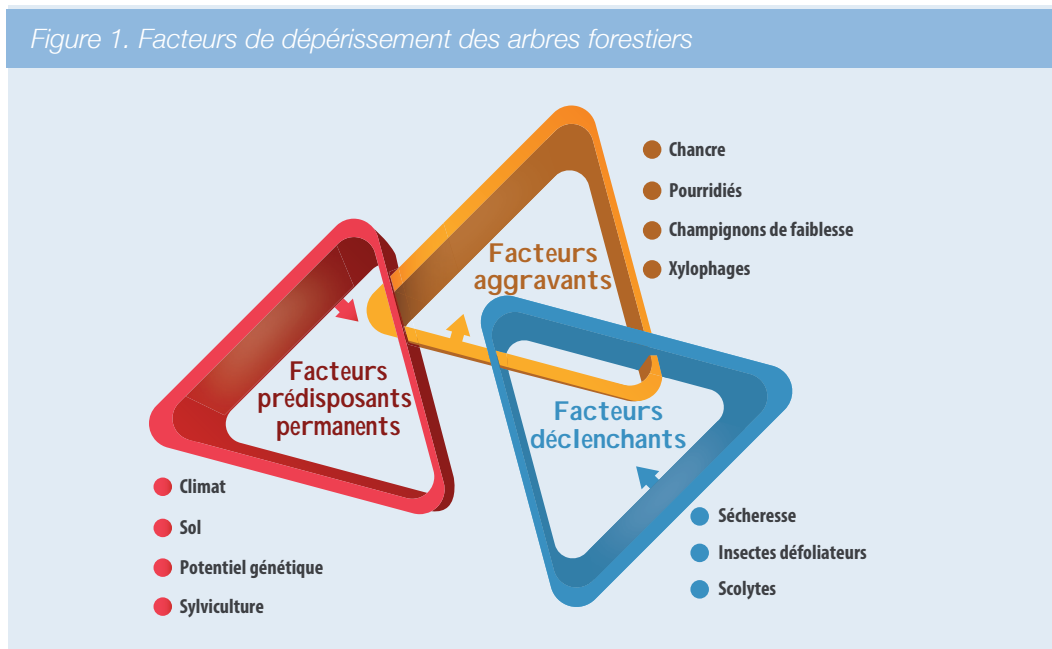 Figure 1. Facteurs de dépérissement des arbres forestiers
Chancre
Pourridiés
Champignons de faiblesse
Xylophages
Facteurs
aggravants
Facteurs
prédisposants
permanents
Facteurs
déclenchants
Climat
Sol
Potentiel génétique
Sylviculture
Sécheresse
Insectes défoliateurs
Scolytes